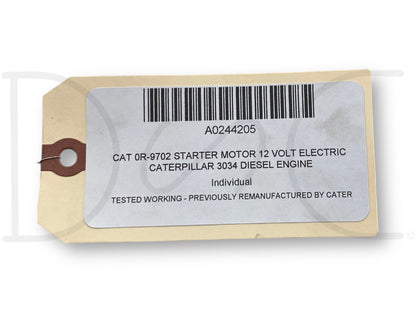 A0244205
CAT 0R-9702 STARTER MOTOR 12 VOLT ELECTRIC
CATERPILLAR 3034 DIESEL ENGINE
Individual
TESTED WORKING - PREVIOUSLY REMANUFACTURED BY CATER